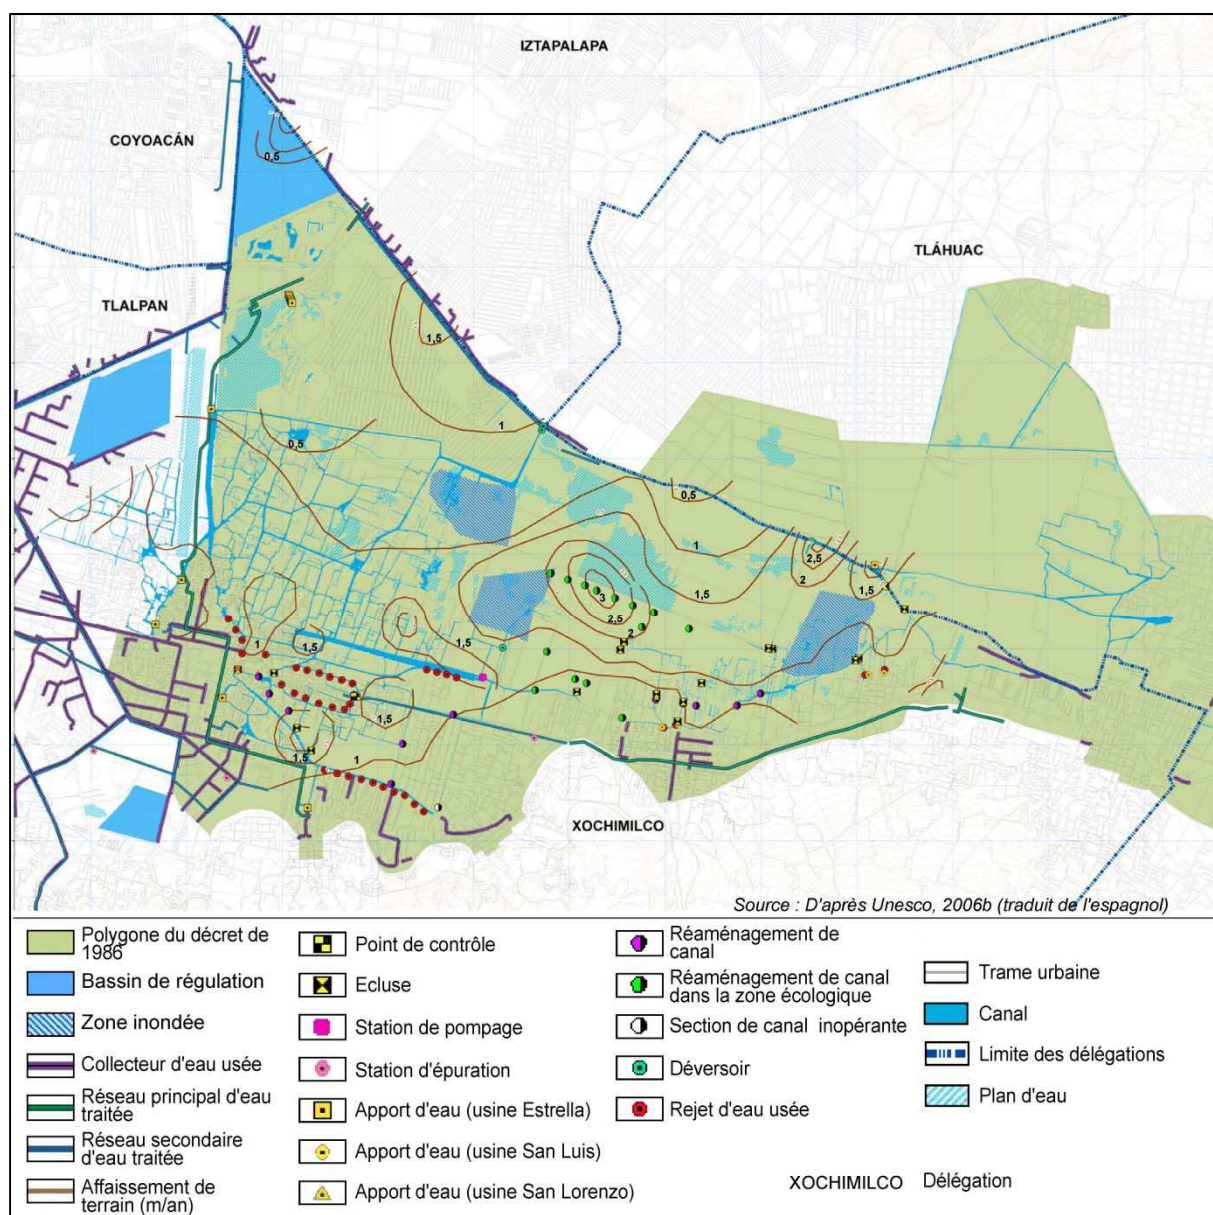 IZTAPALAPA
COYOACÁN
0,5
TLÁHUAC
TLALPAN
1,5
1
0,5
0,5
1
2,5
2
1,5
1,5
3
2,5
2
1,5
1
1,5
1,5
1,5
1
XOCHIMILCO
Source : D'après Unesco, 2006b (traduit de l'espagnol)
Polygone du décret de
1986
Bassin de régulation
Zone inondée
Collecteur d'eau usée
Réseau principal d'eau
traitée
Réseau secondaire
d'eau traitée
Affaissement de
terrain (m/an)
Point de contrôle
Ecluse
Station de pompage
Station d'épuration
Apport d'eau (usine Estrella)
Apport d'eau (usine San Luis)
Apport d'eau (usine San Lorenzo)
Réaménagement de
canal
Réaménagement de canal
dans la zone écologique
Section de canal inopérante
Déversoir
Rejet d'eau usée
Trame urbaine
Canal
Limite des délégations
Plan d'eau
XOCHIMILCO Délégation